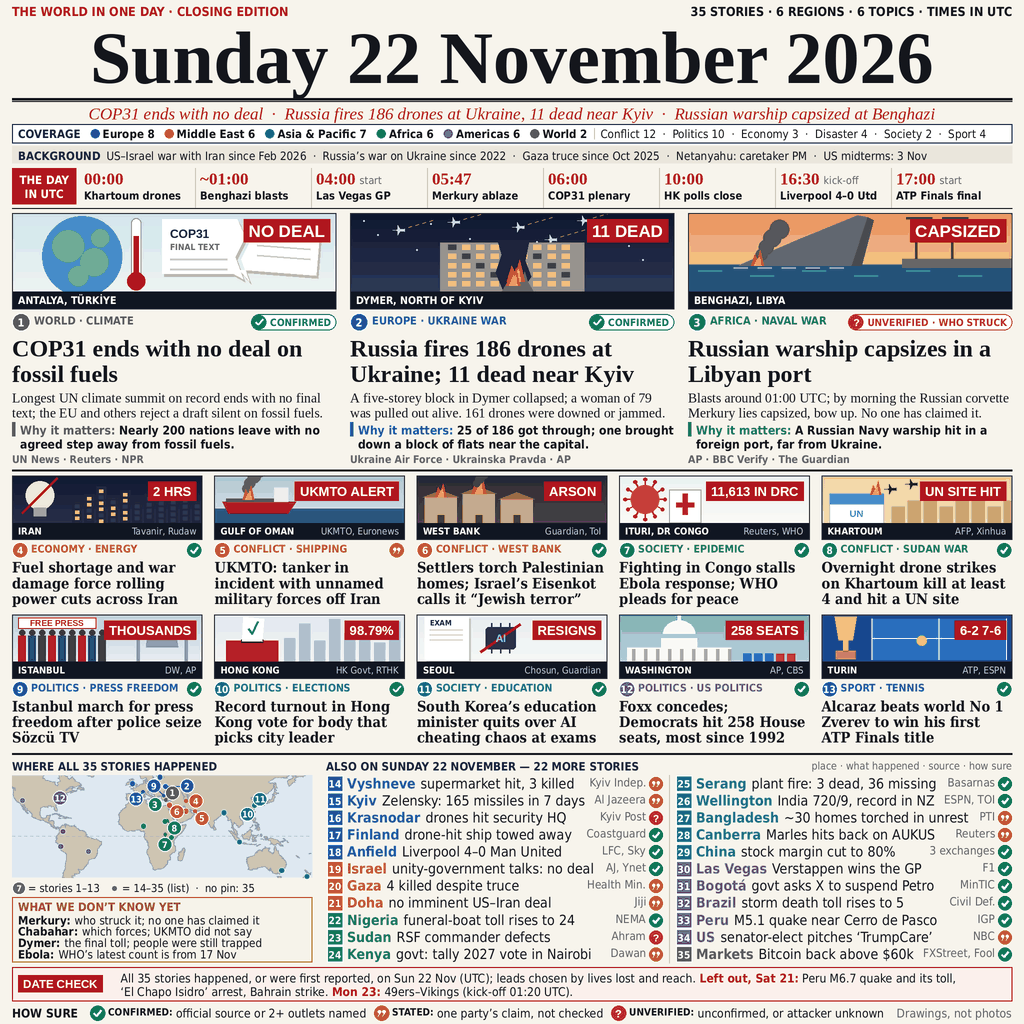 THE WORLD IN ONE DAY · CLOSING EDITION
35 STORIES · 6 REGIONS · 6 TOPICS · TIMES IN UTC
Sunday 22 November 2026
COP31 ends with no deal · Russia fires 186 drones at Ukraine, 11 dead near Kyiv · Russian warship capsized at Benghazi
COVERAGE Europe 8 Middle East 6 Asia & Pacific 7 Africa 6 Americas 6 World 2 Conflict 12 · Politics 10 · Economy 3 · Disaster 4 · Society 2 · Sport 4
BACKGROUND US–Israel war with Iran since Feb 2026 · Russia's war on Ukraine since 2022 · Gaza truce since Oct 2025 · Netanyahu: caretaker PM · US midterms: 3 Nov
THE DAY
IN UTC
00:00
Khartoum drones
~01:00
Benghazi blasts
04:00 start
Las Vegas GP
05:47
Merkury ablaze
06:00
COP31 plenary
10:00
HK polls close
16:30 kick-off
Liverpool 4–0 Utd
17:00 start
ATP Finals final
COP31
FINAL TEXT
NO DEAL
ANTALYA, TÜRKİYE
1 WORLD · CLIMATE
CONFIRMED
COP31 ends with no deal on
fossil fuels
Longest UN climate summit on record ends with no final
text; the EU and others reject a draft silent on fossil fuels.
Why it matters: Nearly 200 nations leave with no
agreed step away from fossil fuels.
UN News · Reuters · NPR
11 DEAD
DYMER, NORTH OF KYIV
2 EUROPE · UKRAINE WAR
CONFIRMED
Russia fires 186 drones at
Ukraine; 11 dead near Kyiv
A five-storey block in Dymer collapsed; a woman of 79
was pulled out alive. 161 drones were downed or jammed.
Why it matters: 25 of 186 got through; one brought
down a block of flats near the capital.
Ukraine Air Force · Ukrainska Pravda · AP
CAPSIZED
BENGHAZI, LIBYA
3 AFRICA · NAVAL WAR
? UNVERIFIED · WHO STRUCK
Russian warship capsizes in a
Libyan port
Blasts around 01:00 UTC; by morning the Russian corvette
Merkury lies capsized, bow up. No one has claimed it.
Why it matters: A Russian Navy warship hit in a
foreign port, far from Ukraine.
AP · BBC Verify · The Guardian
2 HRS
IRAN Tavanir, Rudaw
4 ECONOMY · ENERGY
Fuel shortage and war
damage force rolling
power cuts across Iran
UKMTO ALERT
GULF OF OMAN UKMTO, Euronews
5 CONFLICT · SHIPPING
UKMTO: tanker in
incident with unnamed
military forces off Iran
ARSON
WEST BANK Guardian, ToI
6 CONFLICT · WEST BANK
Settlers torch Palestinian
homes; Israel's Eisenkot
calls it “Jewish terror”
11,613 IN DRC
ITURI, DR CONGO Reuters, WHO
7 SOCIETY · EPIDEMIC
Fighting in Congo stalls
Ebola response; WHO
pleads for peace
UN
UN SITE HIT
KHARTOUM AFP, Xinhua
8 CONFLICT · SUDAN WAR
Overnight drone strikes
on Khartoum kill at least
4 and hit a UN site
FREE PRESS
THOUSANDS
ISTANBUL DW, AP
9 POLITICS · PRESS FREEDOM
Istanbul march for press
freedom after police seize
Sözcü TV
98.79%
HONG KONG HK Govt, RTHK
10 POLITICS · ELECTIONS
Record turnout in Hong
Kong vote for body that
picks city leader
EXAM
AI
RESIGNS
SEOUL Chosun, Guardian
11 SOCIETY · EDUCATION
South Korea's education
minister quits over AI
cheating chaos at exams
258 SEATS
WASHINGTON AP, CBS
12 POLITICS · US POLITICS
Foxx concedes;
Democrats hit 258 House
seats, most since 1992
6-2 7-6
TURIN ATP, ESPN
13 SPORT · TENNIS
Alcaraz beats world No 1
Zverev to win his first
ATP Finals title
WHERE ALL 35 STORIES HAPPENED
12 13 9 2 1 3 4 6 5 8 7 11 10
7 = stories 1–13 • = 14–35 (list) · no pin: 35
WHAT WE DON'T KNOW YET
Merkury: who struck it; no one has claimed it
Chabahar: which forces; UKMTO did not say
Dymer: the final toll; people were still trapped
Ebola: WHO's latest count is from 17 Nov
ALSO ON SUNDAY 22 NOVEMBER — 22 MORE STORIES
place · what happened · source · how sure
14 Vyshneve supermarket hit, 3 killed Kyiv Indep.
15 Kyiv Zelensky: 165 missiles in 7 days Al Jazeera
16 Krasnodar drones hit security HQ Kyiv Post ?
17 Finland drone-hit ship towed away Coastguard
18 Anfield Liverpool 4–0 Man United LFC, Sky
19 Israel unity-government talks: no deal AJ, Ynet
20 Gaza 4 killed despite truce Health Min.
21 Doha no imminent US–Iran deal Jiji
22 Nigeria funeral-boat toll rises to 24 NEMA
23 Sudan RSF commander defects Ahram ?
24 Kenya govt: tally 2027 vote in Nairobi Dawan
25 Serang plant fire: 3 dead, 36 missing Basarnas
26 Wellington India 720/9, record in NZ ESPN, TOI
27 Bangladesh ~30 homes torched in unrest PTI
28 Canberra Marles hits back on AUKUS Reuters
29 China stock margin cut to 80% 3 exchanges
30 Las Vegas Verstappen wins the GP F1
31 Bogotá govt asks X to suspend Petro MinTIC
32 Brazil storm death toll rises to 5 Civil Def.
33 Peru M5.1 quake near Cerro de Pasco IGP
34 US senator-elect pitches ‘TrumpCare’ NBC
35 Markets Bitcoin back above $60k FXStreet, Fool
DATE CHECK
All 35 stories happened, or were first reported, on Sun 22 Nov (UTC); leads chosen by lives lost and reach. Left out, Sat 21: Peru M6.7 quake and its toll,
‘El Chapo Isidro’ arrest, Bahrain strike. Mon 23: 49ers–Vikings (kick-off 01:20 UTC).
HOW SURE CONFIRMED: official source or 2+ outlets named STATED: one party's claim, not checked ? UNVERIFIED: unconfirmed, or attacker unknown Drawings, not photos